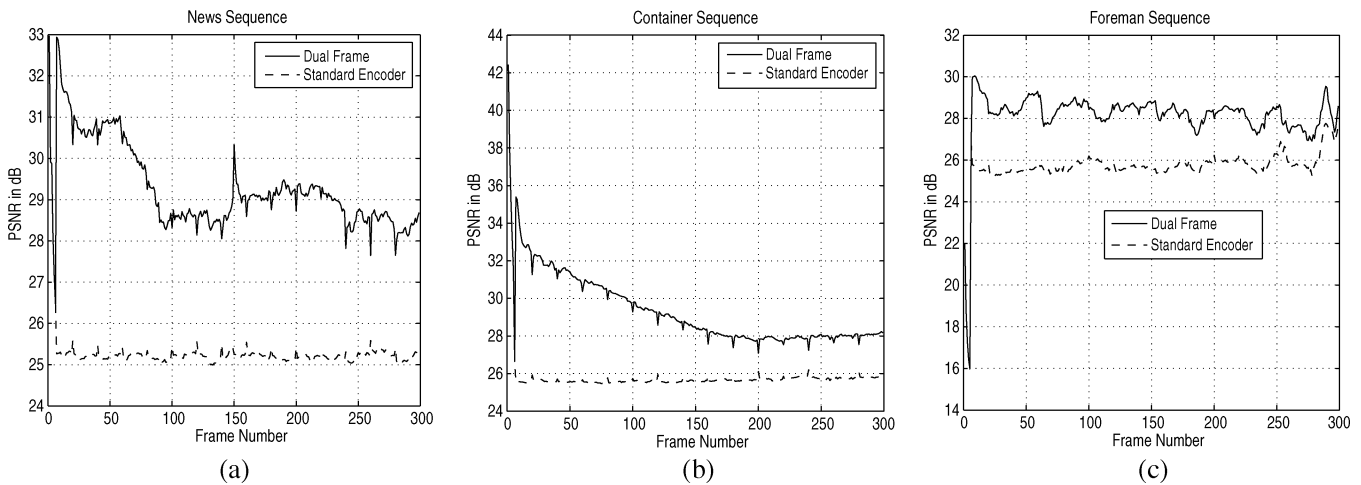 News Sequence
33
32
31
30
29
28
27
26
25
24
PSNR in dB
Dual Frame
Standard Encoder
0
50
100
150
200
250
300
Frame Number
(a)
Container Sequence
44
42
40
38
36
34
32
30
28
26
24
PSNR in dB
Dual Frame
Standard Encoder
0
50
100
150
200
250
300
Frame Number
(b)
Foreman Sequence
32
30
28
26
24
22
20
18
16
14
PSNR in dB
Dual Frame
Standard Encoder
0
50
100
150
200
250
300
Frame Number
(c)